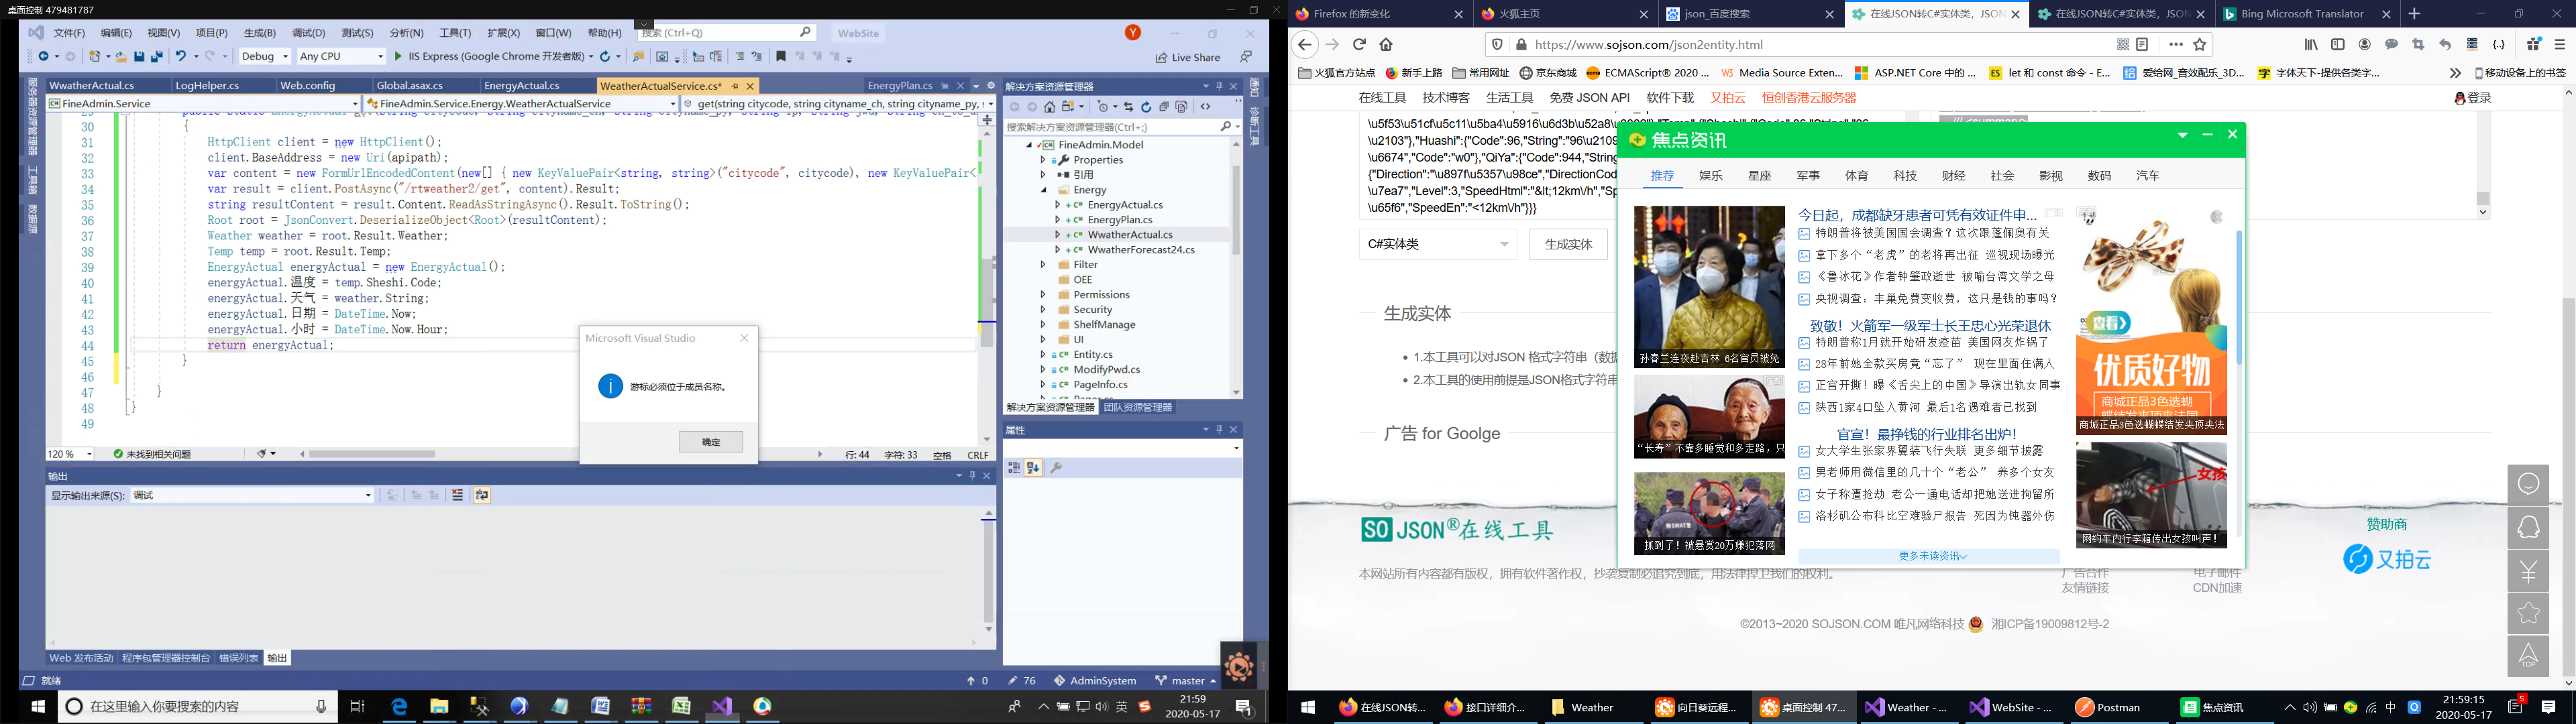 桌面控制 479481787
文件(F) 编辑(E) 视图(V) 项目(P) 生成(B) 调试(D) 测试(S) 分析(N) 工具(T) 扩展(X) 窗口(W) 帮助(H) 搜索 (Ctrl+Q) WebSite
Debug Any CPU IIS Express (Google Chrome 开发者版) Live Share
WwatherActual.cs LogHelper.cs Web.config Global.asax.cs EnergyActual.cs WeatherActualService.cs* EnergyPlan.cs
FineAdmin.Service FineAdmin.Service.Energy.WeatherActualService get(string citycode, string cityname_ch, string cityname_py, s
30 {
31 HttpClient client = new HttpClient();
32 client.BaseAddress = new Uri(apipath);
33 var content = new FormUrlEncodedContent(new[] { new KeyValuePair<string, string>("citycode", citycode), new KeyValuePair<
34 var result = client.PostAsync("/rtweather2/get", content).Result;
35 string resultContent = result.Content.ReadAsStringAsync().Result.ToString();
36 Root root = JsonConvert.DeserializeObject<Root>(resultContent);
37 Weather weather = root.Result.Weather;
38 Temp temp = root.Result.Temp;
39 EnergyActual energyActual = new EnergyActual();
40 energyActual.温度 = temp.Sheshi.Code;
41 energyActual.天气 = weather.String;
42 energyActual.日期 = DateTime.Now;
43 energyActual.小时 = DateTime.Now.Hour;
44 return energyActual;
45 }
46
47 }
48 }
49
Microsoft Visual Studio
游标必须位于成员名称。
确定
120 % 未找到相关问题 行: 44 字符: 33 空格 CRLF
输出
显示输出来源(S): 调试
Web 发布活动 程序包管理器控制台 错误列表 输出
就绪 0 76 AdminSystem master
服务器资源管理器
工具箱
数据源
解决方案资源管理器
搜索解决方案资源管理器(Ctrl+;)
FineAdmin.Model
Properties
引用
Energy
EnergyActual.cs
EnergyPlan.cs
WwatherActual.cs
WwatherForecast24.cs
Filter
OEE
Permissions
Security
ShelfManage
UI
Entity.cs
ModifyPwd.cs
PageInfo.cs
解决方案资源管理器 团队资源管理器
属性
通知
诊断工具
在这里输入你要搜索的内容
英
21:59
2020-05-17
Firefox 的新变化 火狐主页 json_百度搜索 在线JSON转C#实体类, JSON 在线JSON转C#实体类, JSON Bing Microsoft Translator
https://www.sojson.com/json2entity.html
火狐官方站点 新手上路 常用网址 京东商城 ECMAScript® 2020 ... Media Source Exten... ASP.NET Core 中的 ... let 和 const 命令 - E... 爱给网_音效配乐_3D... 字体天下-提供各类字... 移动设备上的书签
在线工具 技术博客 生活工具 免费 JSON API 软件下载 又拍云 恒创香港云服务器 登录
\u2103"},"Huashi":{"Code":96,"String":"96\u2109
\u6674","Code":"w0"},"QiYa":{"Code":944,"String
{"Direction":"\u897f\u5357\u98ce","DirectionCod
\u7ea7","Level":3,"SpeedHtml":"&lt;12km\/h","Sp
\u65f6","SpeedEn":"<12km\/h"}}}
C#实体类 生成实体
生成实体
1.本工具可以对JSON 格式字符串（数据
2.本工具的使用前提是JSON格式字符串
广告 for Goolge
焦点资讯
推荐 娱乐 星座 军事 体育 科技 财经 社会 影视 数码 汽车
孙春兰连夜赴吉林 6名官员被免
“长寿”不靠多睡觉和多走路，只
抓到了！被悬赏20万嫌犯落网
今日起，成都缺牙患者可凭有效证件申...
特朗普将被美国国会调查？这次跟蓬佩奥有关
拿下多个“老虎”的老将再出征 巡视现场曝光
《鲁冰花》作者钟肇政逝世 被喻台湾文学之母
央视调查：丰巢免费变收费，这只是钱的事吗？
致敬！火箭军一级军士长王忠心光荣退休
特朗普称1月就开始研发疫苗 美国网友炸锅了
28年前她全款买房竟“忘了” 现在里面住满人
正宫开撕！曝《舌尖上的中国》导演出轨女同事
陕西1家4口坠入黄河 最后1名遇难者已找到
官宣！最挣钱的行业排名出炉！
女大学生张家界翼装飞行失联 更多细节披露
男老师用微信里的几十个“老公” 养多个女友
女子称遭抢劫 老公一通电话却把她送进拘留所
洛杉矶公布科比空难验尸报告 死因为钝器外伤
更多未读资讯
查看
优质好物
商城正品3色选蝴
商城正品3色选蝴蝶结发夹顶夹法
女孩
网约车内行李箱传出女孩叫声！
SO JSON®在线工具
本网站所有内容都有版权，拥有软件著作权，抄袭复制必追究到底，用法律捍卫我们的权利。
广告合作
友情链接
电子邮件
CDN加速
赞助商
又拍云
©2013~2020 SOJSON.COM 唯凡网络科技 湘ICP备19009812号-2
TOP
在线JSON转... 接口详细介... Weather 向日葵远程... 桌面控制 47... Weather - ... WebSite - ... Postman 焦点资讯
中
21:59:15
2020-05-17
5